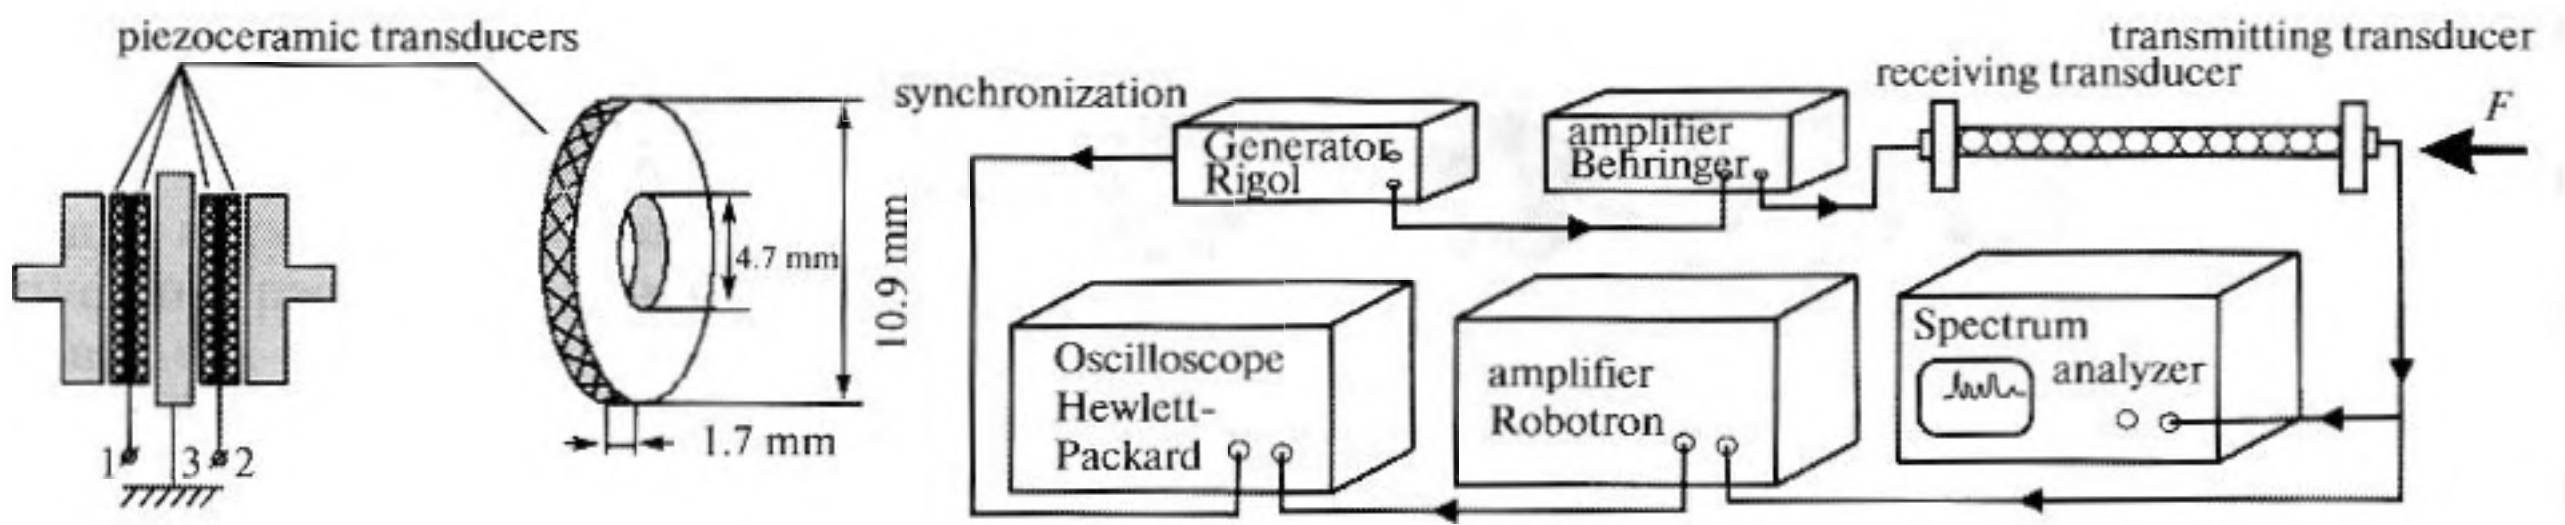 piezoceramic transducers
1
3
2
4.7 mm
10.9 mm
1.7 mm
synchronization
Generator
Rigol
amplifier
Behringer
transmitting transducer
receiving transducer
F
Oscilloscope
Hewlett-
Packard
amplifier
Robotron
Spectrum
analyzer